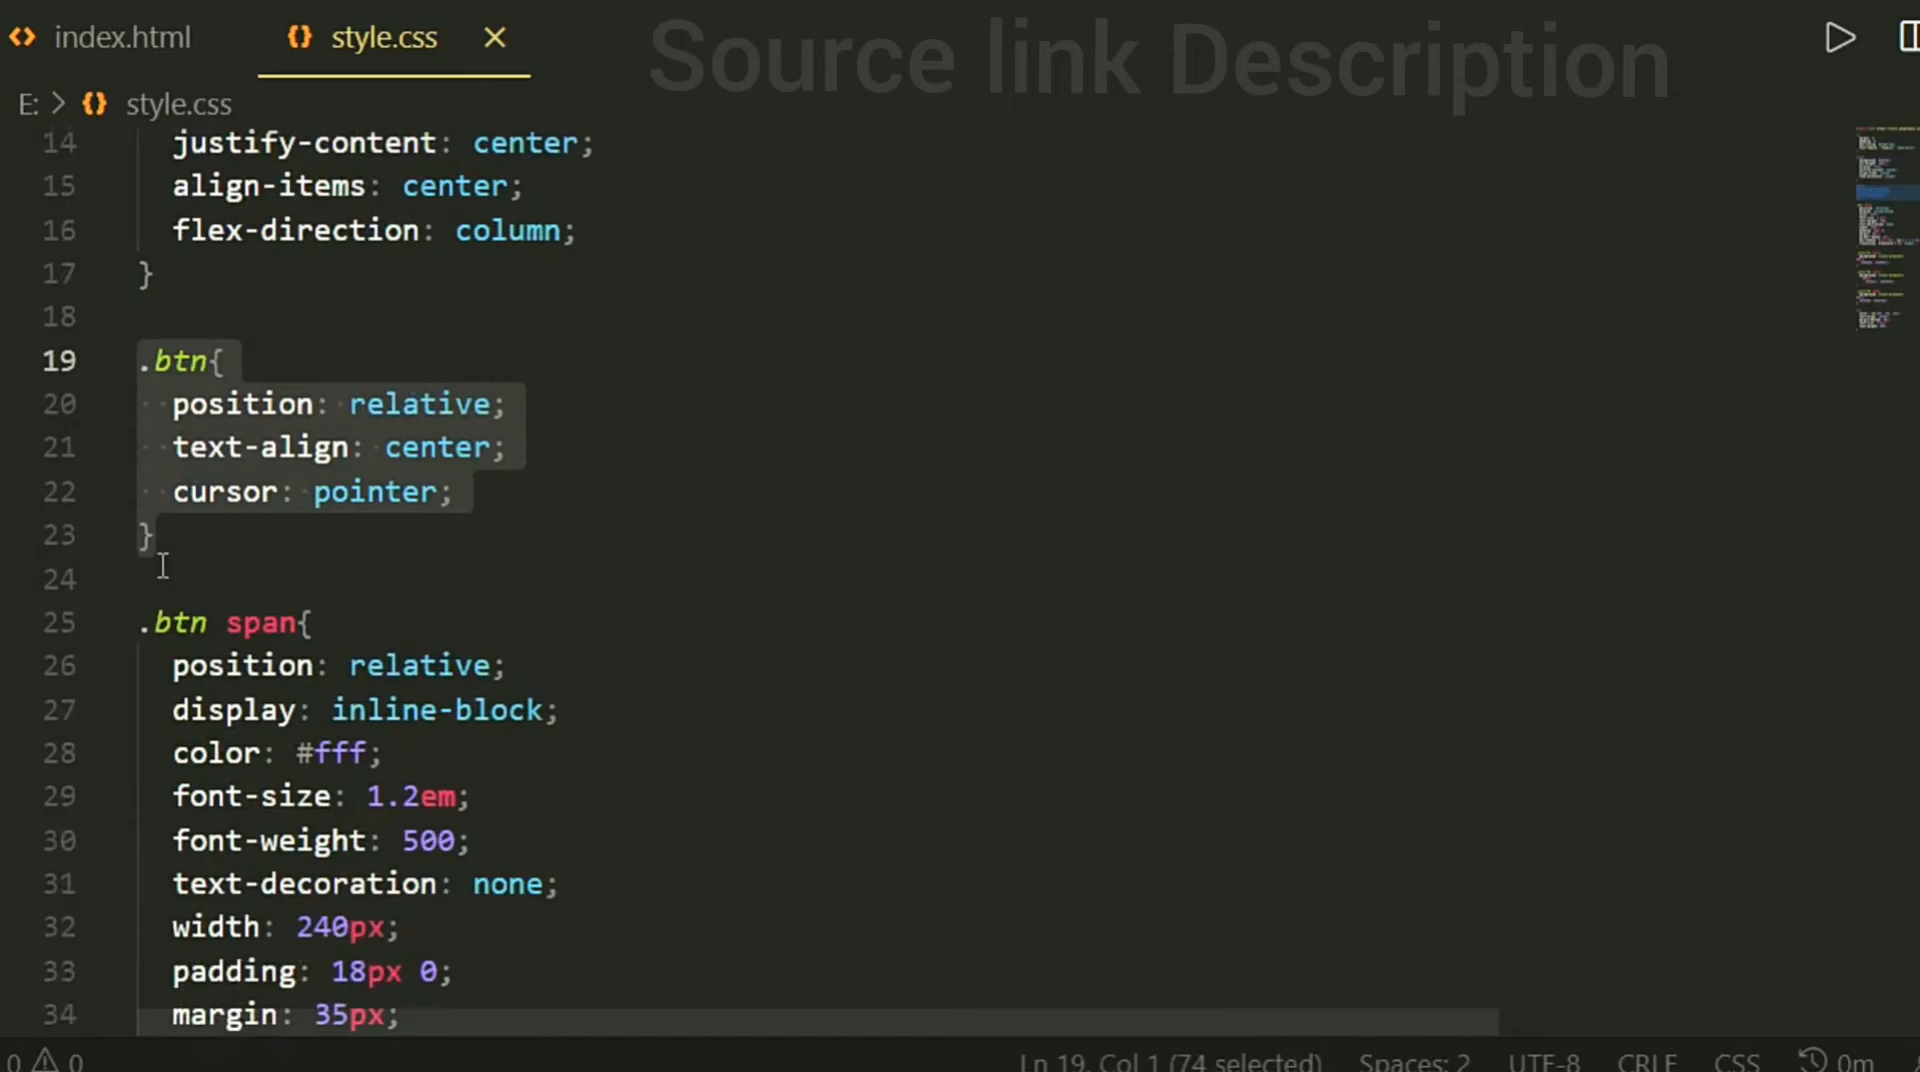 index.html
style.css
Source link Description
E: > style.css
14 justify-content: center;
15 align-items: center;
16 flex-direction: column;
17 }
18
19 .btn{
20 position: relative;
21 text-align: center;
22 cursor: pointer;
23 }
24
25 .btn span{
26 position: relative;
27 display: inline-block;
28 color: #fff;
29 font-size: 1.2em;
30 font-weight: 500;
31 text-decoration: none;
32 width: 240px;
33 padding: 18px 0;
34 margin: 35px;
0 0 Ln 19, Col 1 (74 selected) Spaces: 2 UTF-8 CRLF CSS 0m